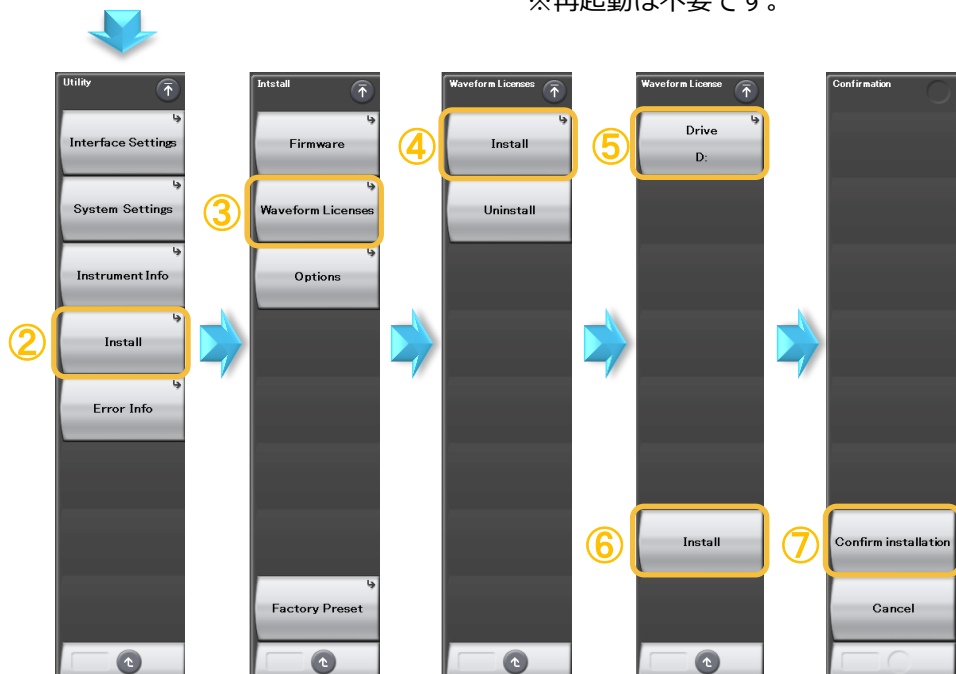 ※再起動は不要です。
Utility
Interface Settings
System Settings
Instrument Info
②
Install
Error Info
Intstall
Firmware
③
Waveform Licenses
Options
Factory Preset
Waveform Licenses
④
Install
Uninstall
Waveform License
⑤
Drive
D:
⑥
Install
Confirmation
⑦
Confirm installation
Cancel